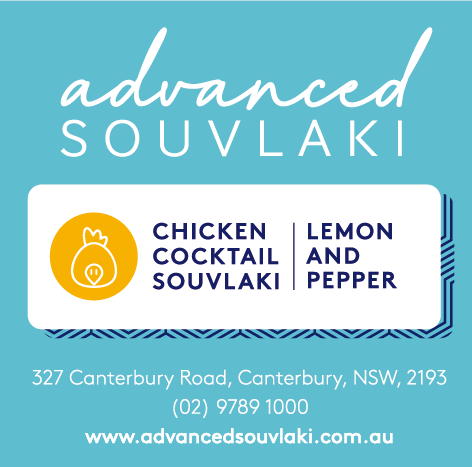 advanced
SOUVLAKI
CHICKEN COCKTAIL SOUVLAKI
LEMON AND PEPPER
327 Canterbury Road, Canterbury, NSW, 2193
(02) 9789 1000
www.advancedsouvlaki.com.au